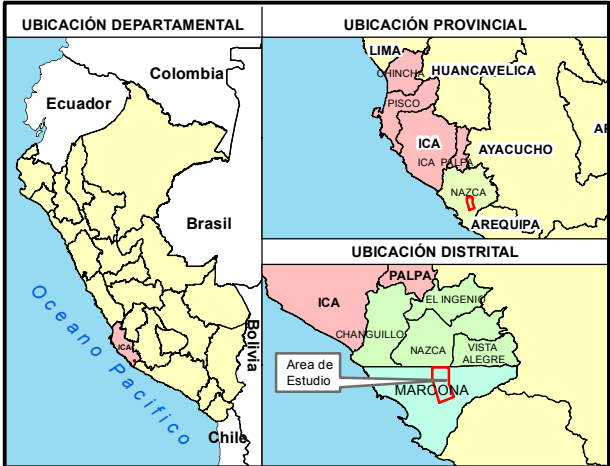 UBICACIÓN DEPARTAMENTAL
Colombia
Ecuador
Brasil
Oceano Pacífico
ICA
Bolivia
Chile
UBICACIÓN PROVINCIAL
LIMA
CHINCHA
HUANCAVELICA
PISCO
ICA
AYACUCHO
ICA
PALPA
NAZCA
AREQUIPA
UBICACIÓN DISTRITAL
PALPA
ICA
EL INGENIO
CHANGUILLO
NAZCA
VISTA
ALEGRE
Area de
Estudio
MARCONA